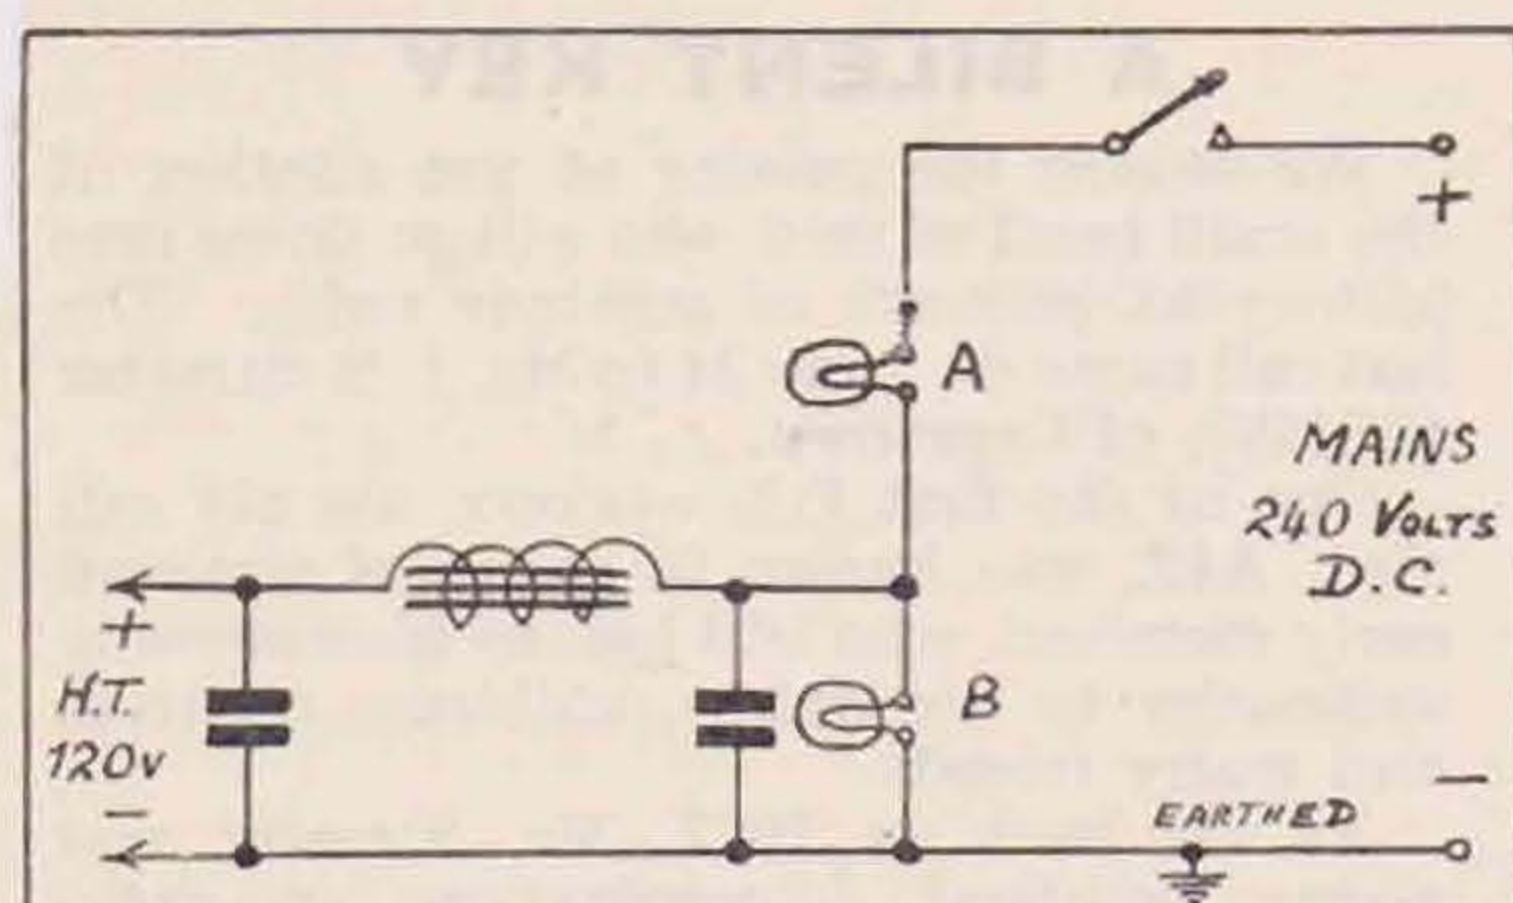 +
A
MAINS
240 VOLTS
D.C.
+
H.T.
120v
−
B
−
EARTHED